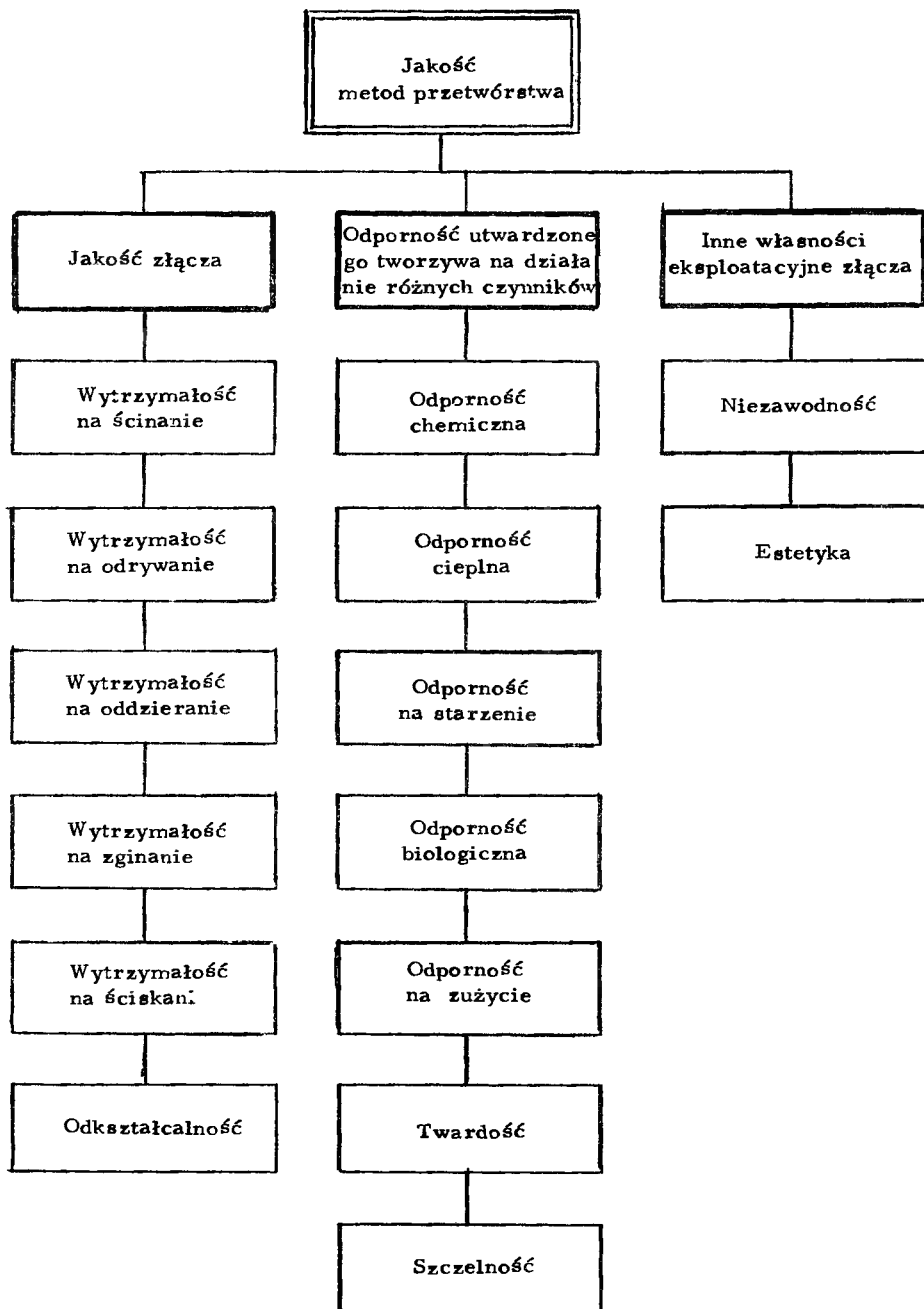 Jakość
metod przetwórstwa
Jakość złącza
Wytrzymałość
na ścinanie
Wytrzymałość
na odrywanie
Wytrzymałość
na oddzieranie
Wytrzymałość
na zginanie
Wytrzymałość
na ściskani
Odkształcalność
Odporność utwardzone
go tworzywa na działa
nie różnych czynników
Odporność
chemiczna
Odporność
cieplna
Odporność
na starzenie
Odporność
biologiczna
Odporność
na zużycie
Twardość
Szczelność
Inne własności
eksploatacyjne złącza
Niezawodność
Estetyka